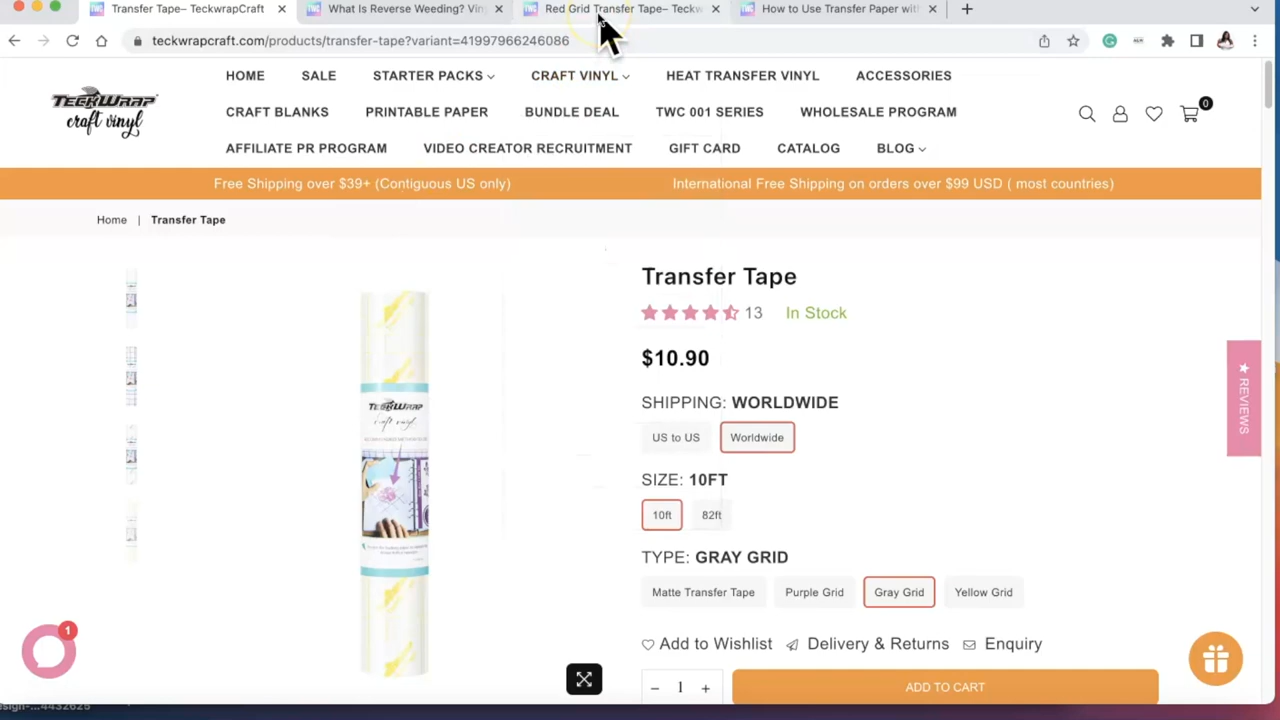 Transfer Tape– TeckwrapCraft
What Is Reverse Weeding? Vin
Red Grid Transfer Tape– Teckw
How to Use Transfer Paper with
teckwrapcraft.com/products/transfer-tape?variant=41997966246086
TECKWRAP
craft vinyl
HOME SALE STARTER PACKS CRAFT VINYL HEAT TRANSFER VINYL ACCESSORIES
CRAFT BLANKS PRINTABLE PAPER BUNDLE DEAL TWC 001 SERIES WHOLESALE PROGRAM
AFFILIATE PR PROGRAM VIDEO CREATOR RECRUITMENT GIFT CARD CATALOG BLOG
0
Free Shipping over $39+ (Contiguous US only) International Free Shipping on orders over $99 USD ( most countries)
Home | Transfer Tape
Transfer Tape
13 In Stock
$10.90
SHIPPING: WORLDWIDE
US to US Worldwide
SIZE: 10FT
10ft 82ft
TYPE: GRAY GRID
Matte Transfer Tape Purple Grid Gray Grid Yellow Grid
Add to Wishlist Delivery & Returns Enquiry
− 1 + ADD TO CART
★ REVIEWS
TECKWRAP
craft vinyl
1
esign-...4432625